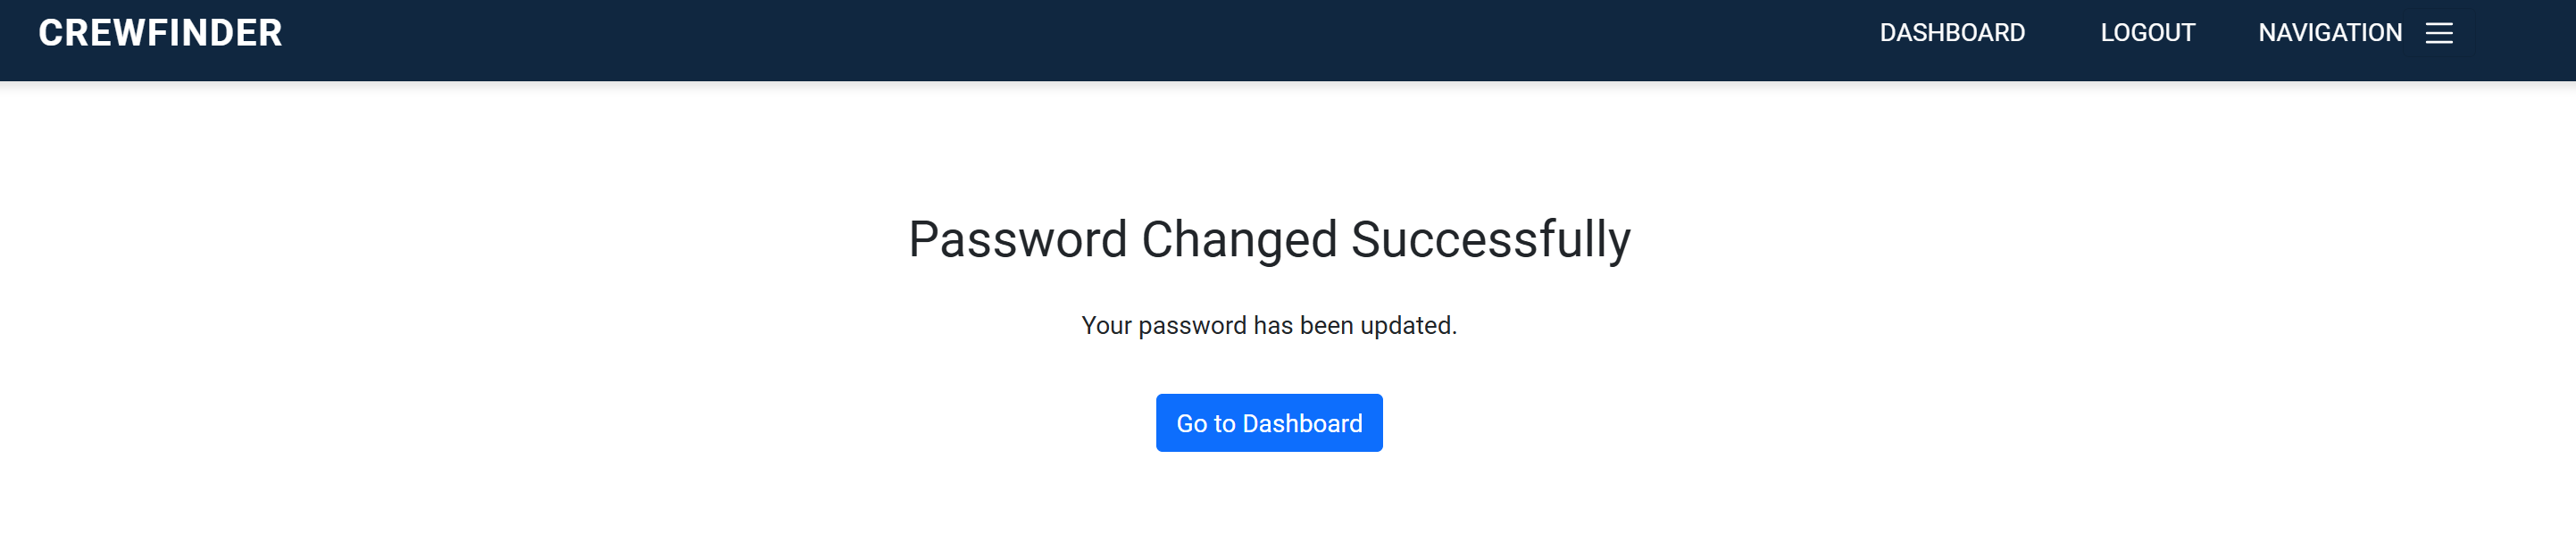 CREWFINDER
DASHBOARD LOGOUT NAVIGATION
Password Changed Successfully
Your password has been updated.
Go to Dashboard